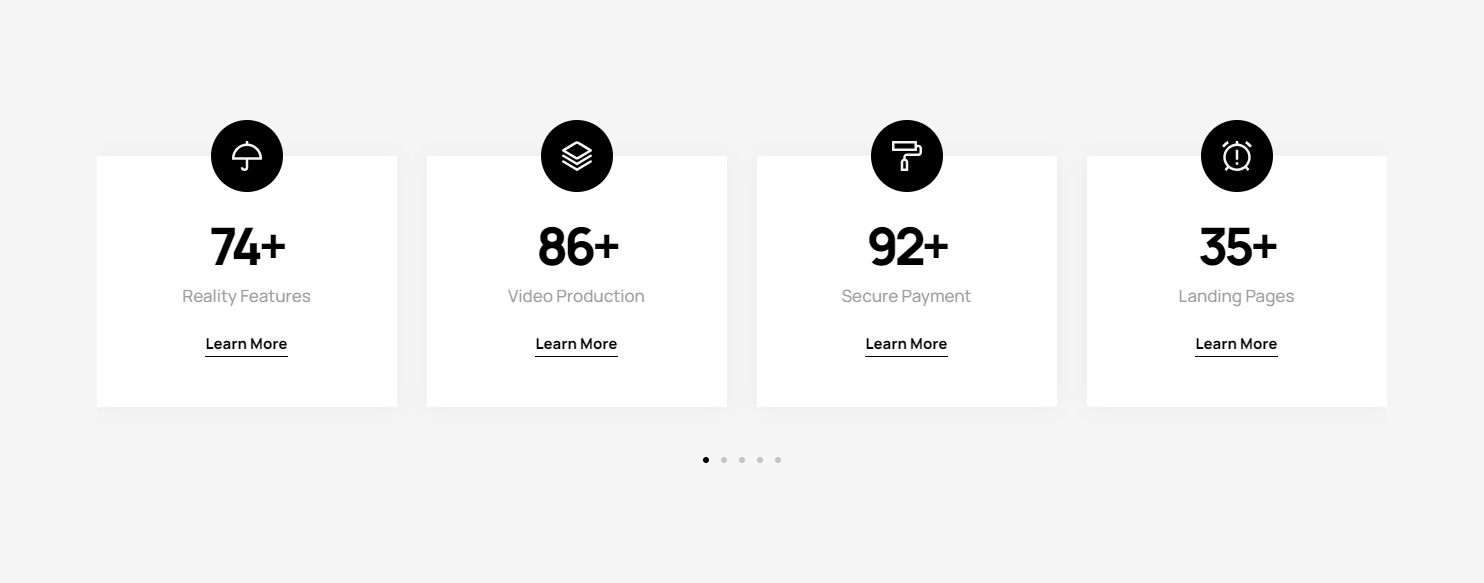 74+
86+
92+
35+
Reality Features
Video Production
Secure Payment
Landing Pages
Learn More
Learn More
Learn More
Learn More